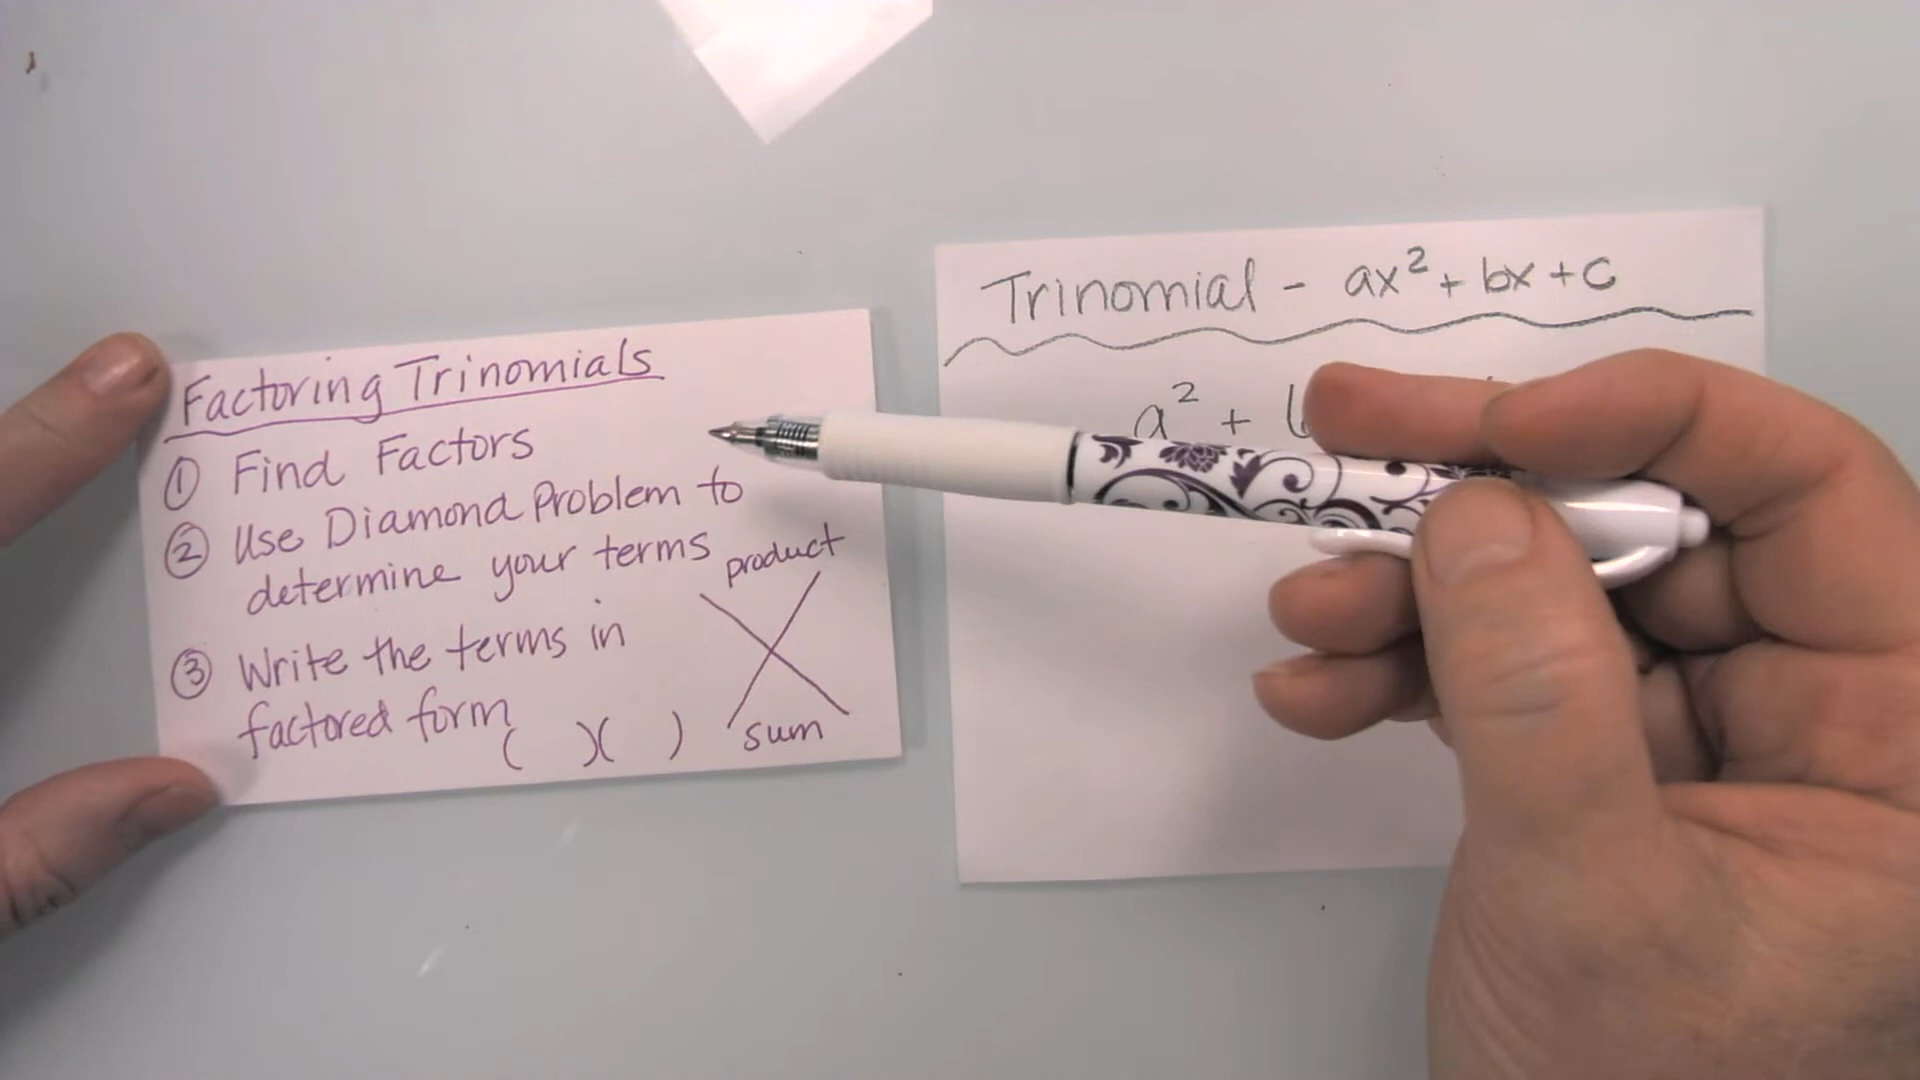 Factoring Trinomials
① Find Factors
② Use Diamond Problem to
determine your terms
product
sum
③ Write the terms in
factored form
( )( )
Trinomial - ax² + bx + c
a² +